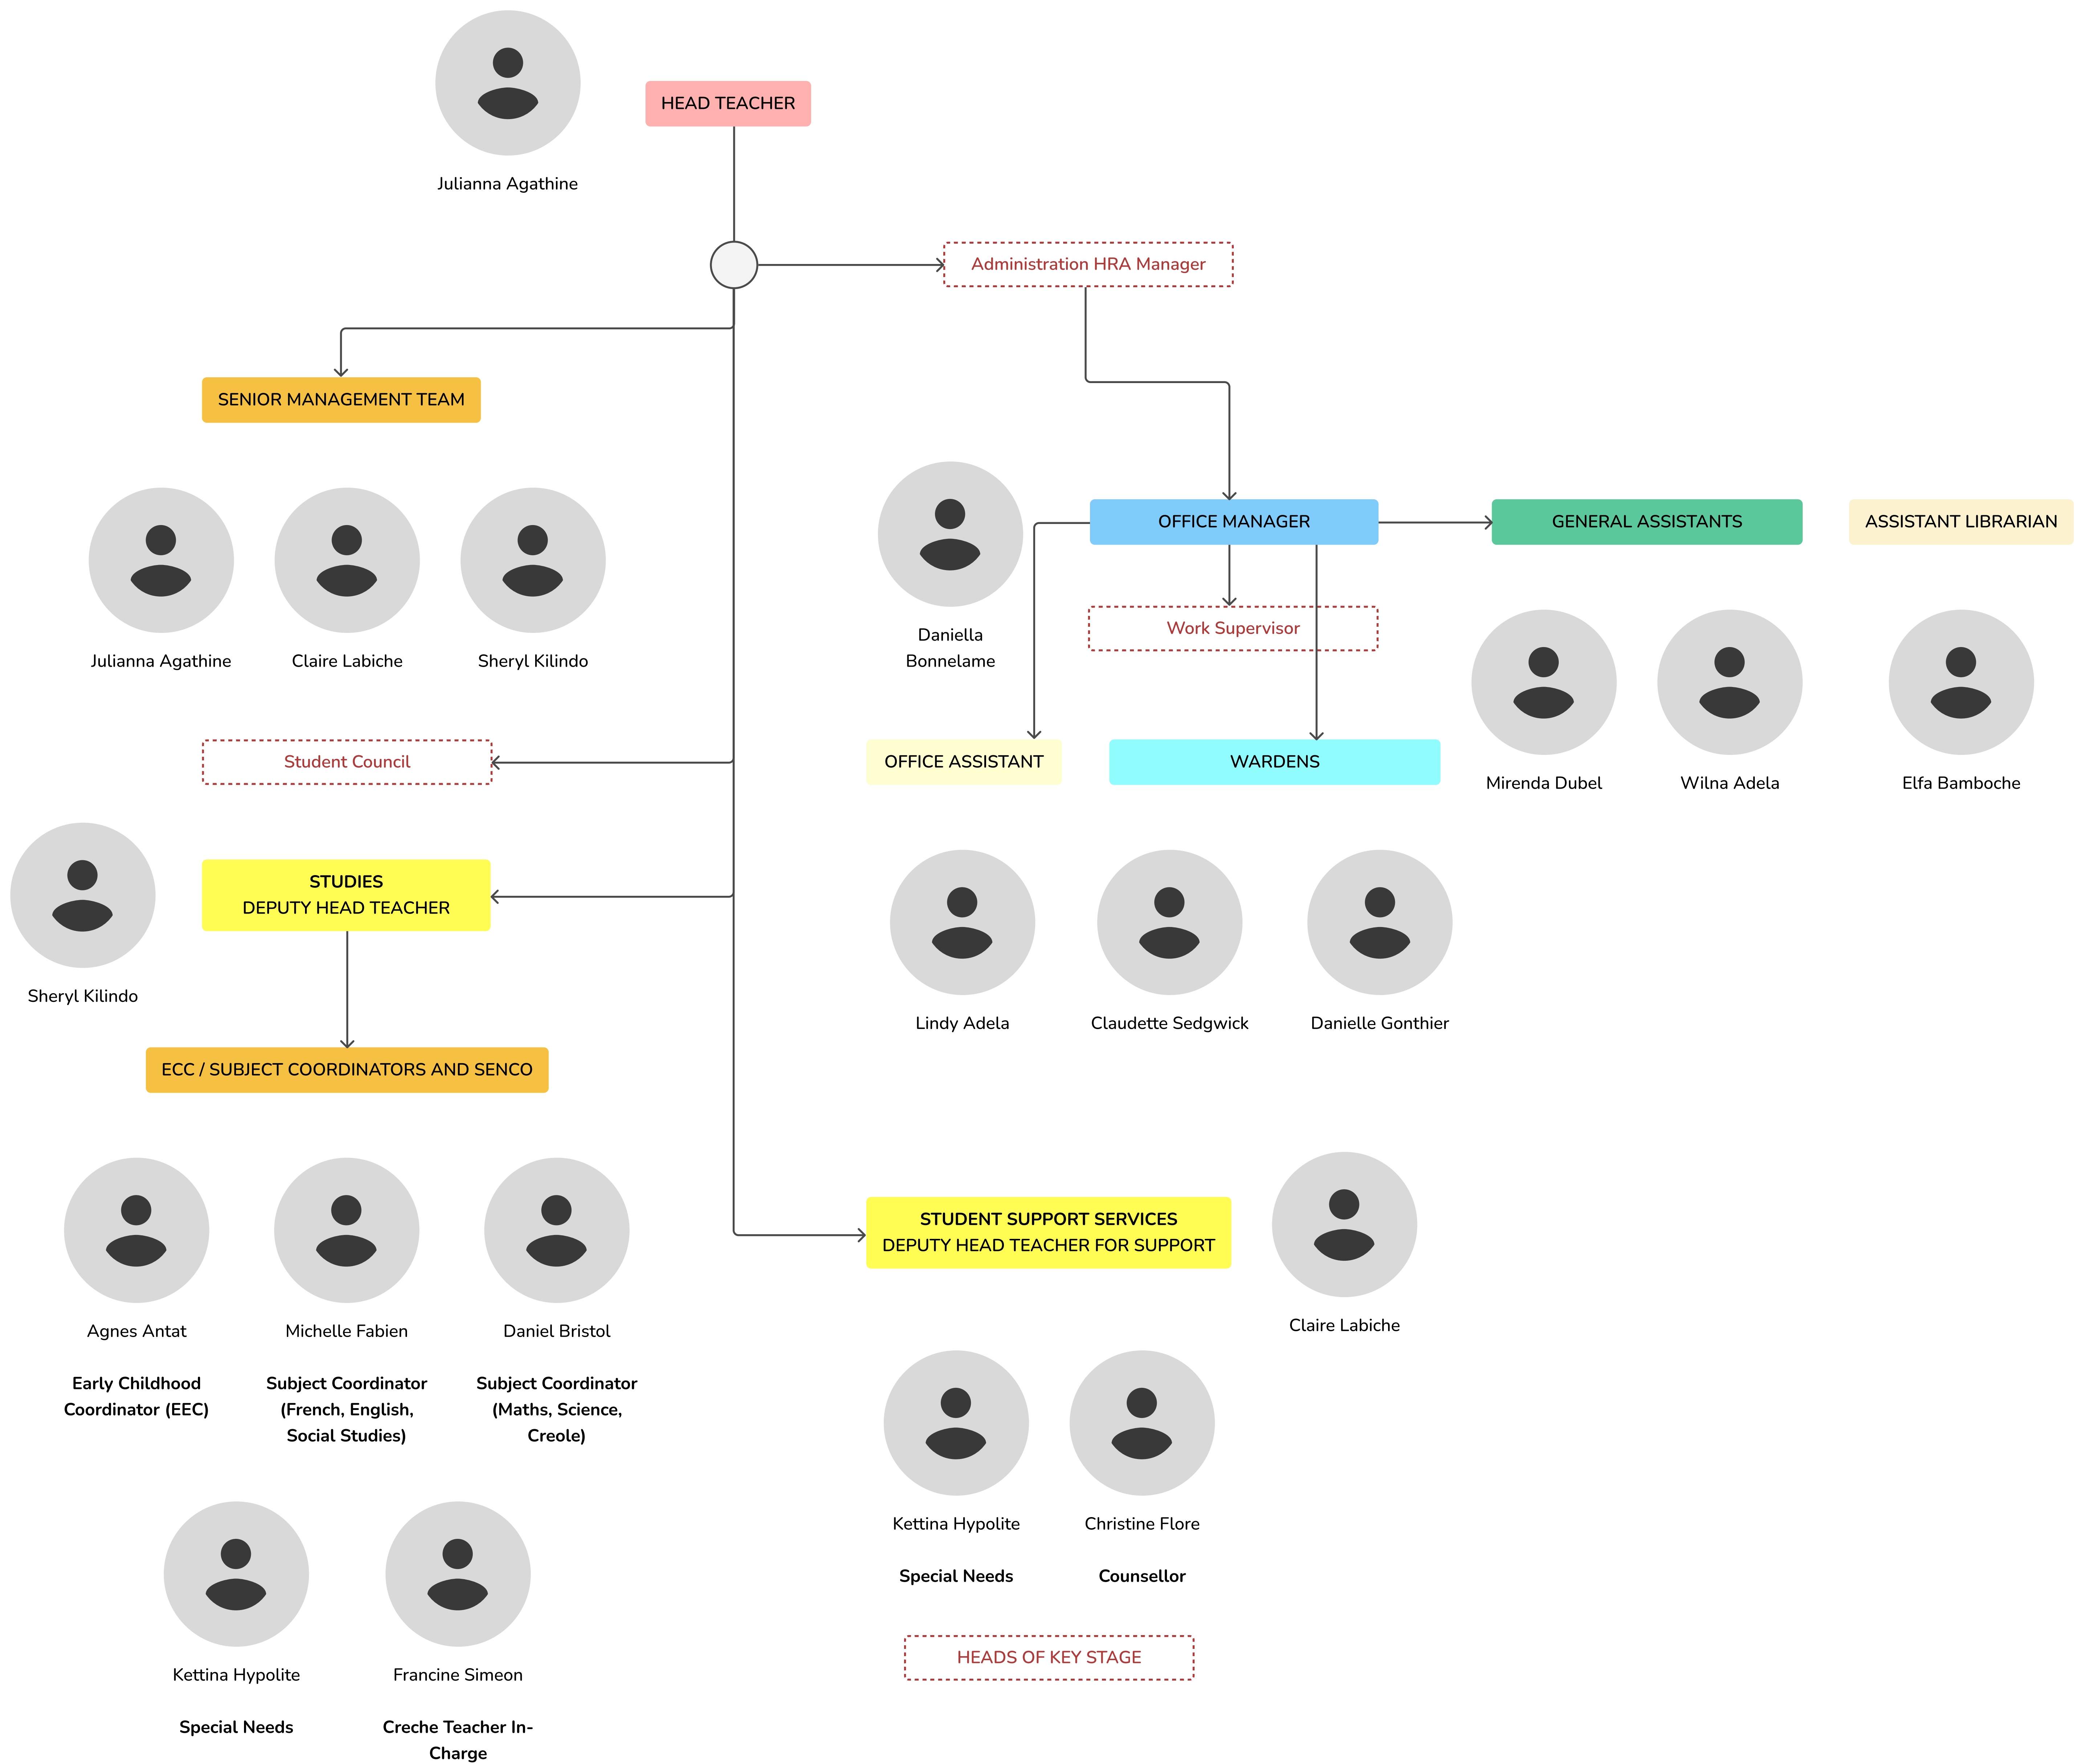 HEAD TEACHER
Julianna Agathine
Administration HRA Manager
SENIOR MANAGEMENT TEAM
Julianna Agathine
Claire Labiche
Sheryl Kilindo
OFFICE MANAGER
GENERAL ASSISTANTS
ASSISTANT LIBRARIAN
Daniella
Bonnelame
Work Supervisor
Mirenda Dubel
Wilna Adela
Elfa Bamboche
Student Council
OFFICE ASSISTANT
WARDENS
Lindy Adela
Claudette Sedgwick
Danielle Gonthier
STUDIES
DEPUTY HEAD TEACHER
Sheryl Kilindo
ECC / SUBJECT COORDINATORS AND SENCO
Agnes Antat
Early Childhood
Coordinator (EEC)
Michelle Fabien
Subject Coordinator
(French, English,
Social Studies)
Daniel Bristol
Subject Coordinator
(Maths, Science,
Creole)
Kettina Hypolite
Special Needs
Francine Simeon
Creche Teacher In-
Charge
STUDENT SUPPORT SERVICES
DEPUTY HEAD TEACHER FOR SUPPORT
Claire Labiche
Kettina Hypolite
Special Needs
Christine Flore
Counsellor
HEADS OF KEY STAGE